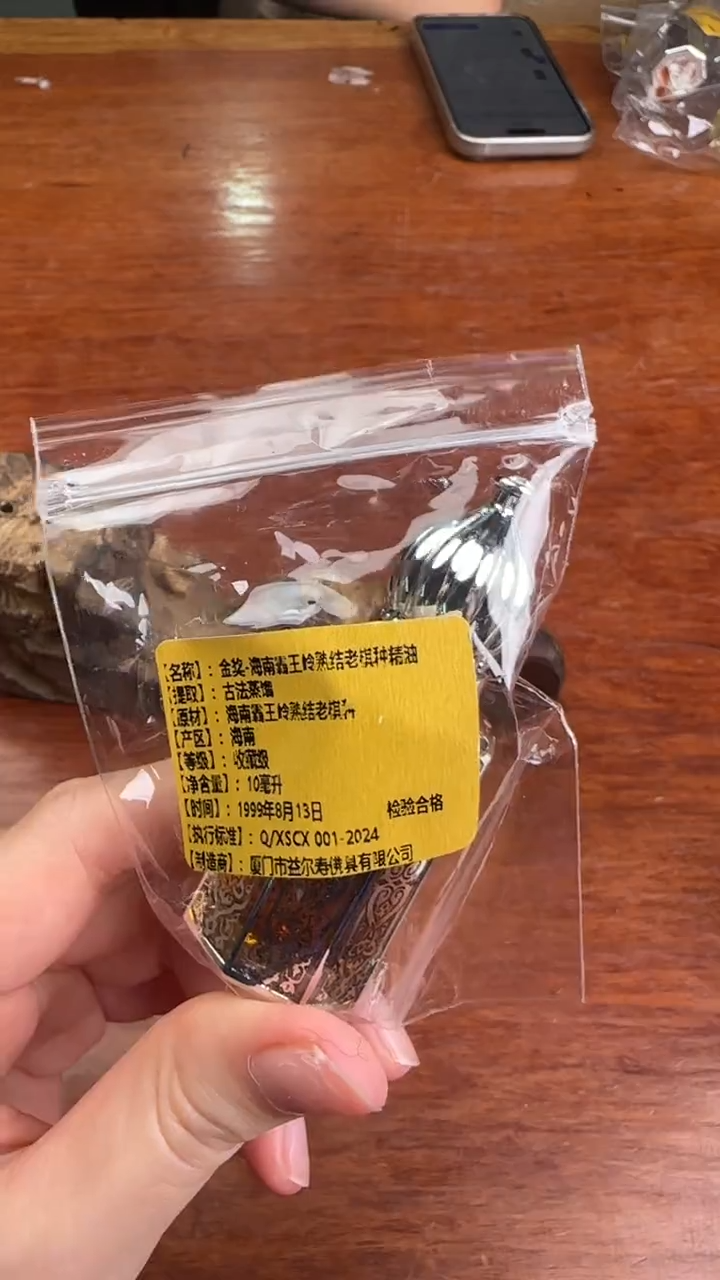 【名称】：金奖-海南霸王岭熟结老棋种精油
【提取】：古法蒸馏
【原材】：海南霸王岭熟结老棋种
【产区】：海南
【等级】：收藏级
【净含量】：10毫升
【时间】：1999年8月13日 检验合格
【执行标准】：Q/XSCX 001-2024
【制造商】：厦门市益尔寿佛具有限公司